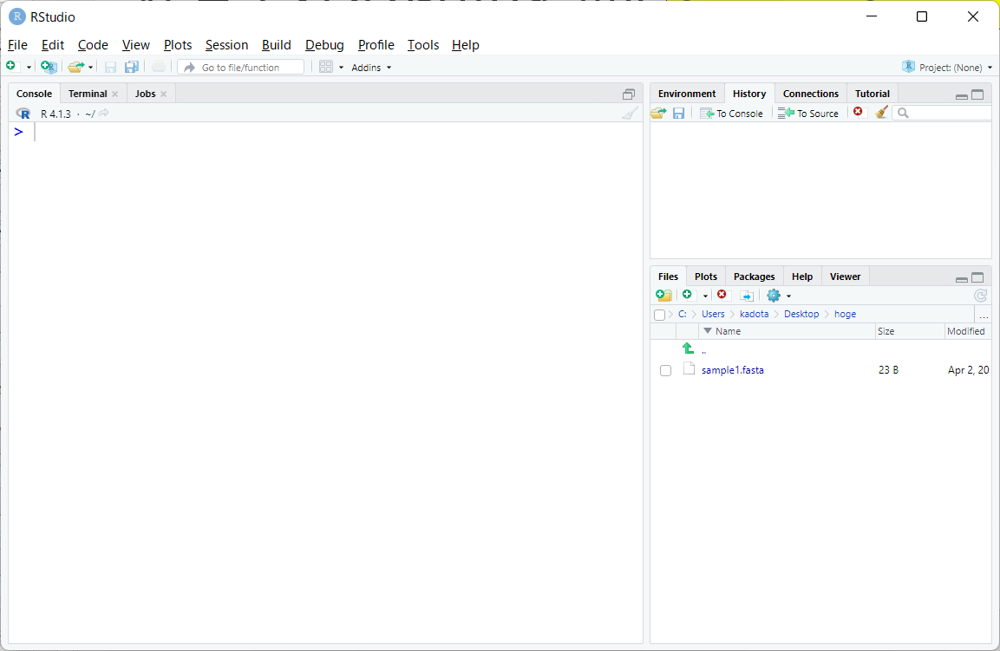 R RStudio
File Edit Code View Plots Session Build Debug Profile Tools Help
Go to file/function Addins Project: (None)
Console Terminal Jobs
R 4.1.3 · ~/
>
Environment History Connections Tutorial
To Console To Source
Files Plots Packages Help Viewer
C: Users kadota Desktop hoge ...
Name Size Modified
..
sample1.fasta 23 B Apr 2, 20